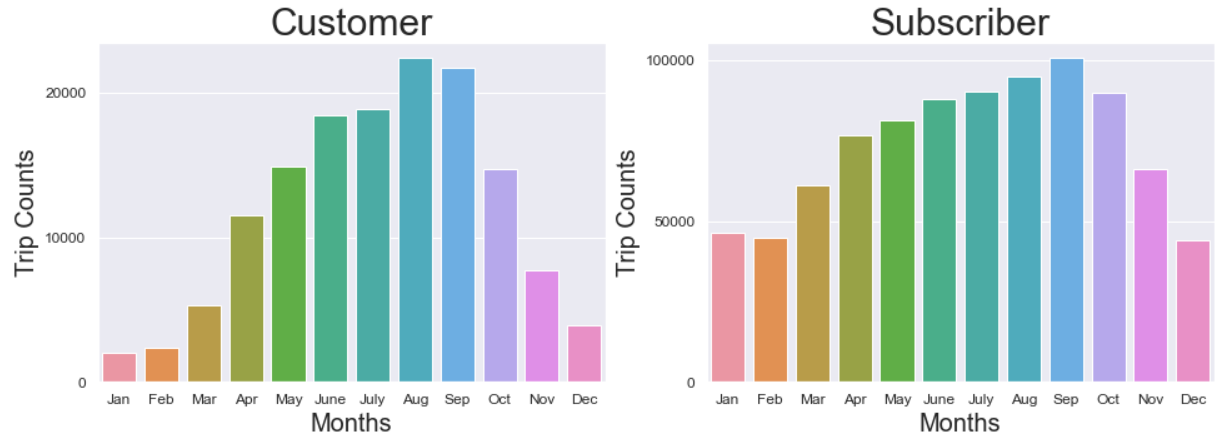 Customer
Trip Counts
20000
10000
0
Jan Feb Mar Apr May June July Aug Sep Oct Nov Dec
Months
Subscriber
Trip Counts
100000
50000
0
Jan Feb Mar Apr May June July Aug Sep Oct Nov Dec
Months